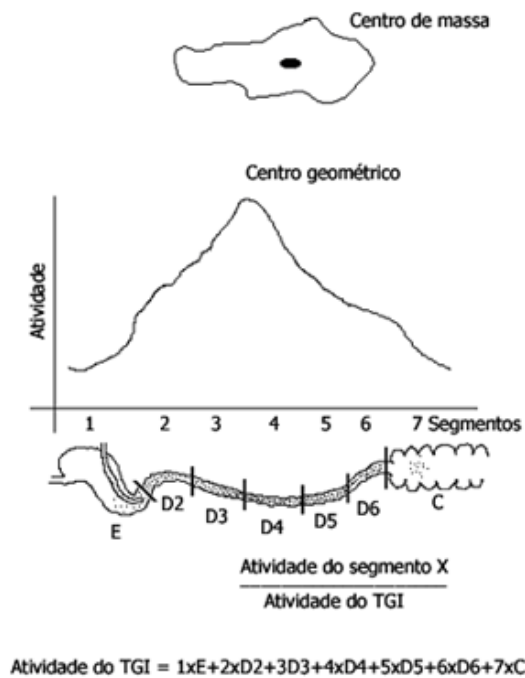 Centro de massa
Centro geométrico
Atividade
1 2 3 4 5 6 7 Segmentos
E D2 D3 D4 D5 D6 C
Atividade do segmento X
Atividade do TGI
Atividade do TGI = 1xE+2xD2+3D3+4xD4+5xD5+6xD6+7xC